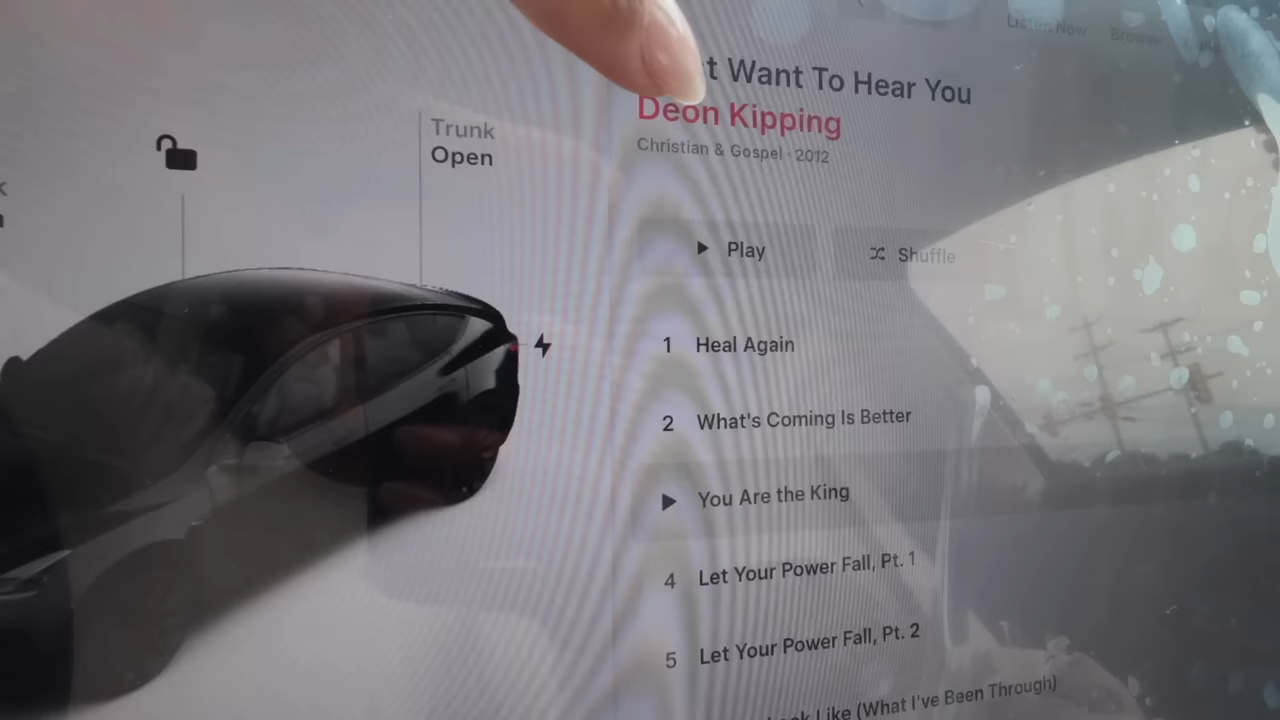 Listen Now
Trunk
Open
t Want To Hear You
Deon Kipping
Christian & Gospel · 2012
Play
Shuffle
1 Heal Again
2 What's Coming Is Better
You Are the King
4 Let Your Power Fall, Pt. 1
5 Let Your Power Fall, Pt. 2
Like (What I've Been Through)